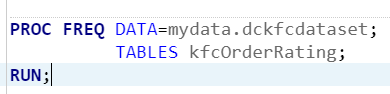 PROC FREQ DATA=mydata.dckfcdataset;
TABLES kfcOrderRating;
RUN;